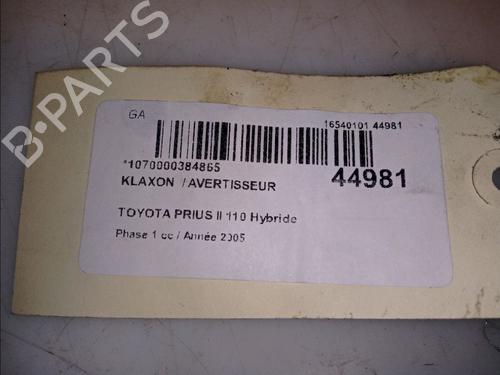 GA
16540101 44981
*1070000384865
44981
KLAXON / AVERTISSEUR
TOYOTA PRIUS II 110 Hybride
Phase 1 cc / Année 2005
B-PARTS